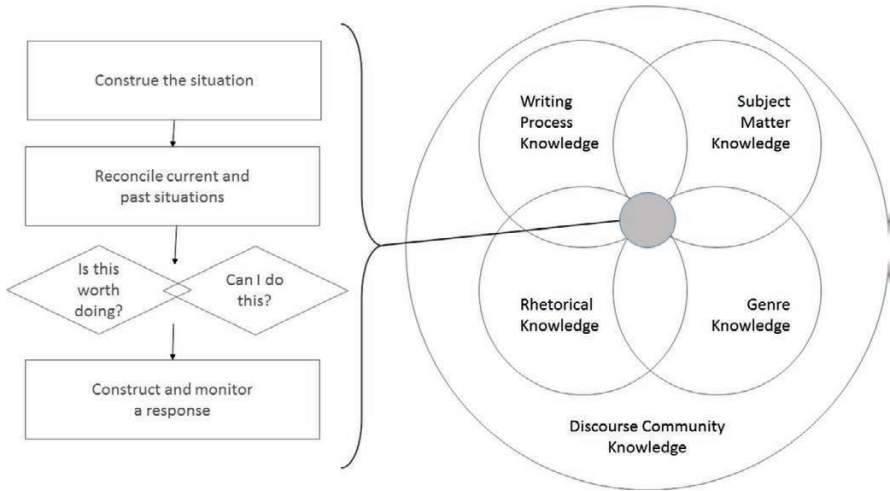 Construe the situation
Reconcile current and
past situations
Is this
worth
doing?
Can I do
this?
Construct and monitor
a response
Writing
Process
Knowledge
Subject
Matter
Knowledge
Rhetorical
Knowledge
Genre
Knowledge
Discourse Community
Knowledge